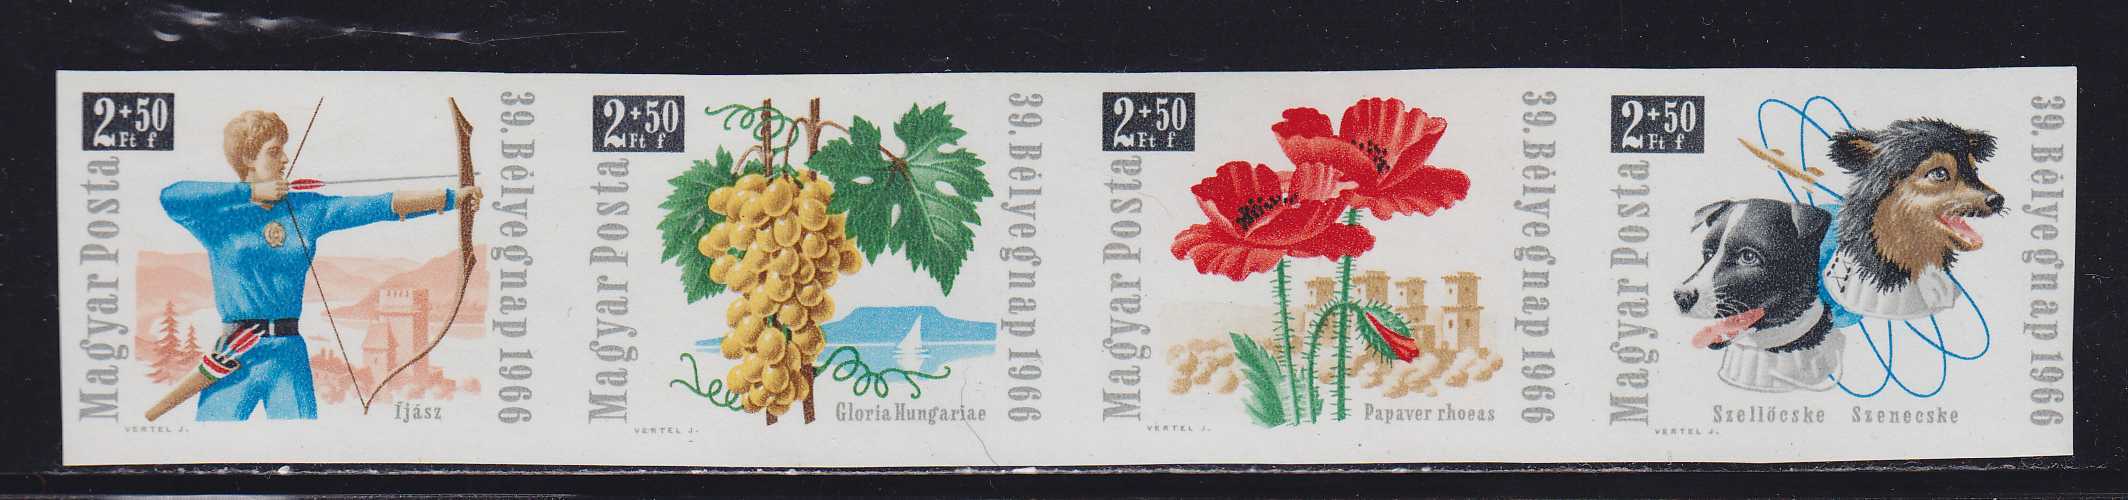 2+50
Ft f
Magyar Posta
39. Bélyegnap 1966
Íjász
VERTEL J.
2+50
Ft f
Magyar Posta
39. Bélyegnap 1966
Gloria Hungariae
VERTEL J.
2+50
Ft f
Magyar Posta
39. Bélyegnap 1966
Papaver rhoeas
VERTEL J.
2+50
Ft f
Magyar Posta
39. Bélyegnap 1966
Szellőcske Szenecske
VERTEL J.